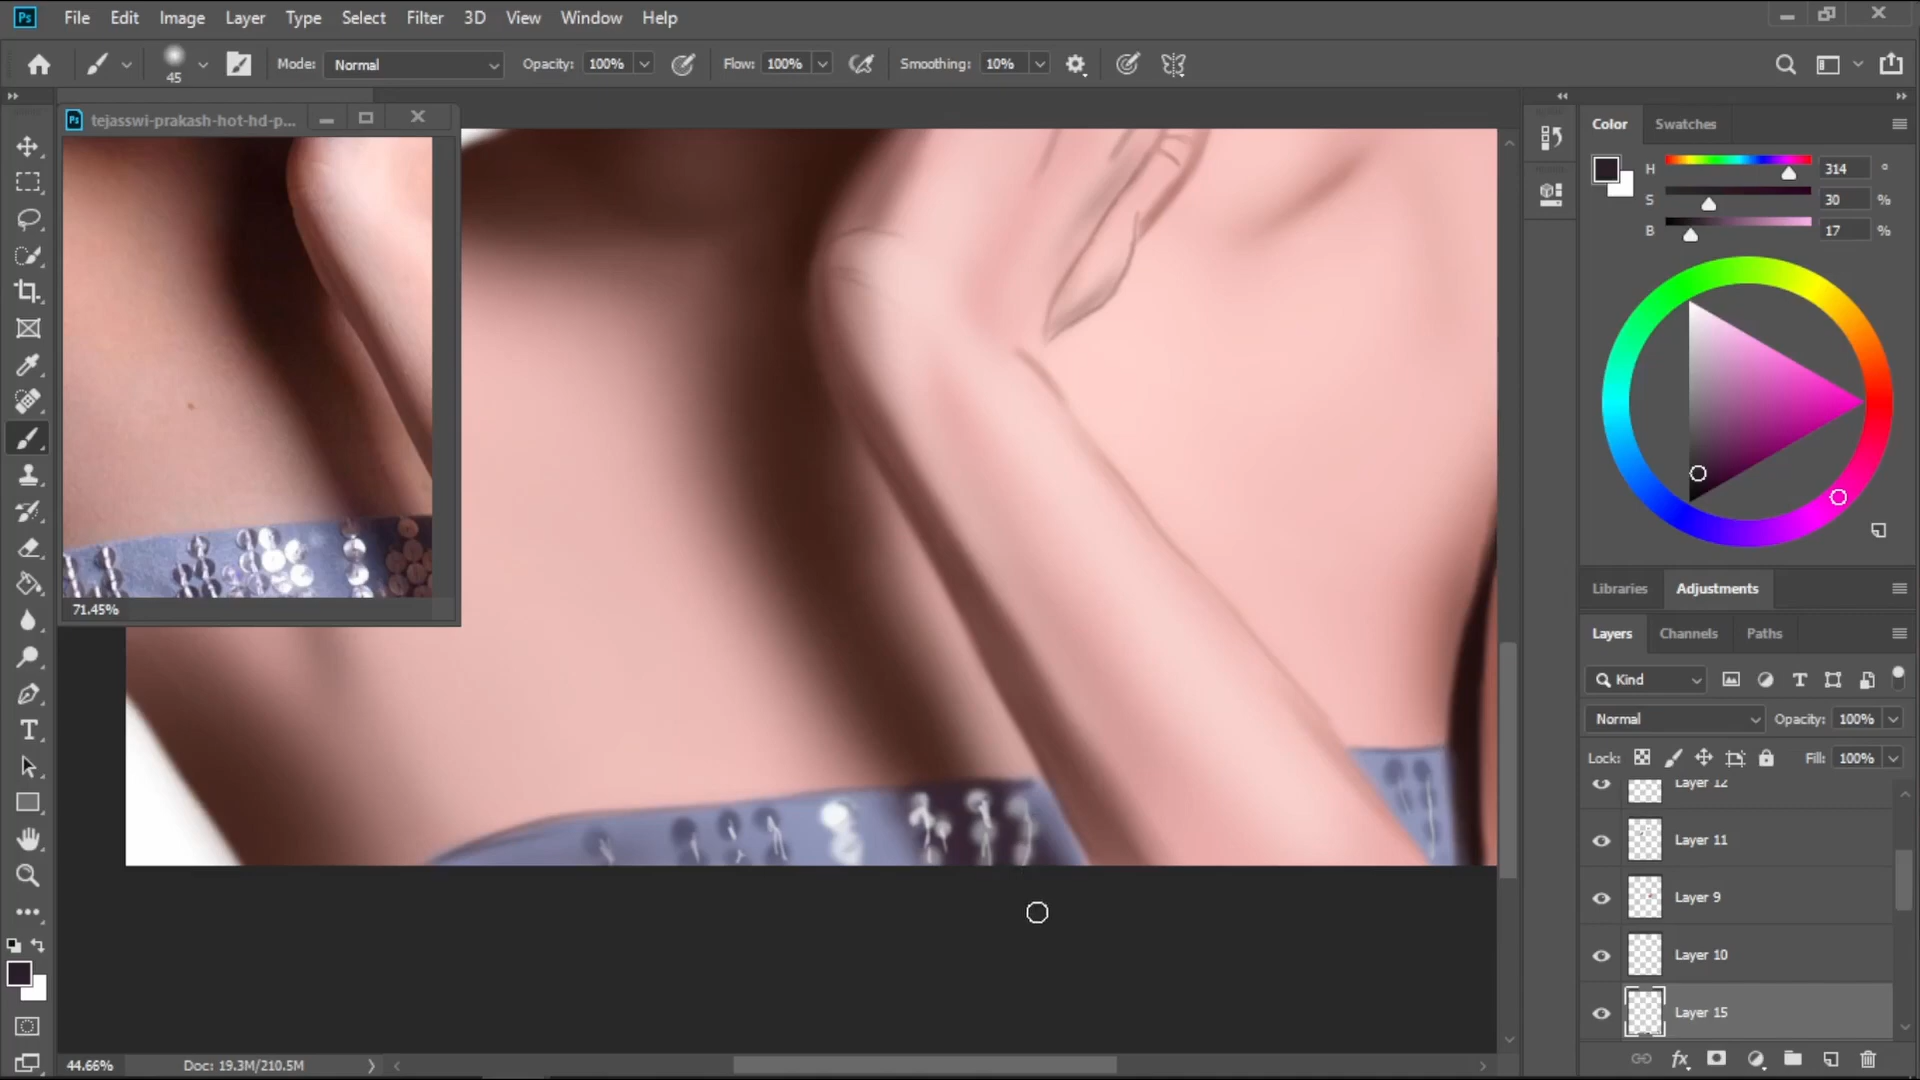 Ps File Edit Image Layer Type Select Filter 3D View Window Help
45 Mode: Normal Opacity: 100% Flow: 100% Smoothing: 10%
Ps tejasswi-prakash-hot-hd-p...
71.45%
Color Swatches
H 314 °
S 30 %
B 17 %
Libraries Adjustments
Layers Channels Paths
Kind
Normal Opacity: 100%
Lock: Fill: 100%
Layer 12
Layer 11
Layer 9
Layer 10
Layer 15
fx
T
44.66% Doc: 19.3M/210.5M